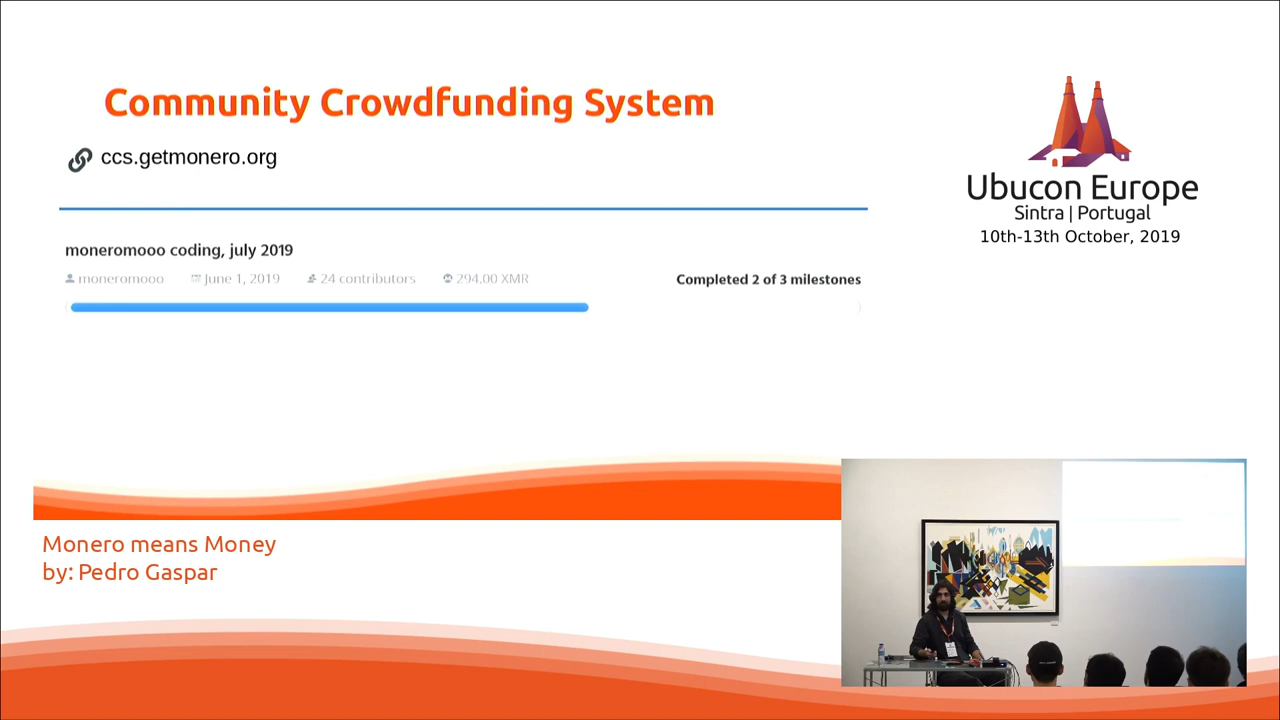 Community Crowdfunding System
ccs.getmonero.org
moneromooo coding, july 2019
moneromooo June 1, 2019 24 contributors 294.00 XMR Completed 2 of 3 milestones
Ubucon Europe
Sintra | Portugal
10th-13th October, 2019
Monero means Money
by: Pedro Gaspar